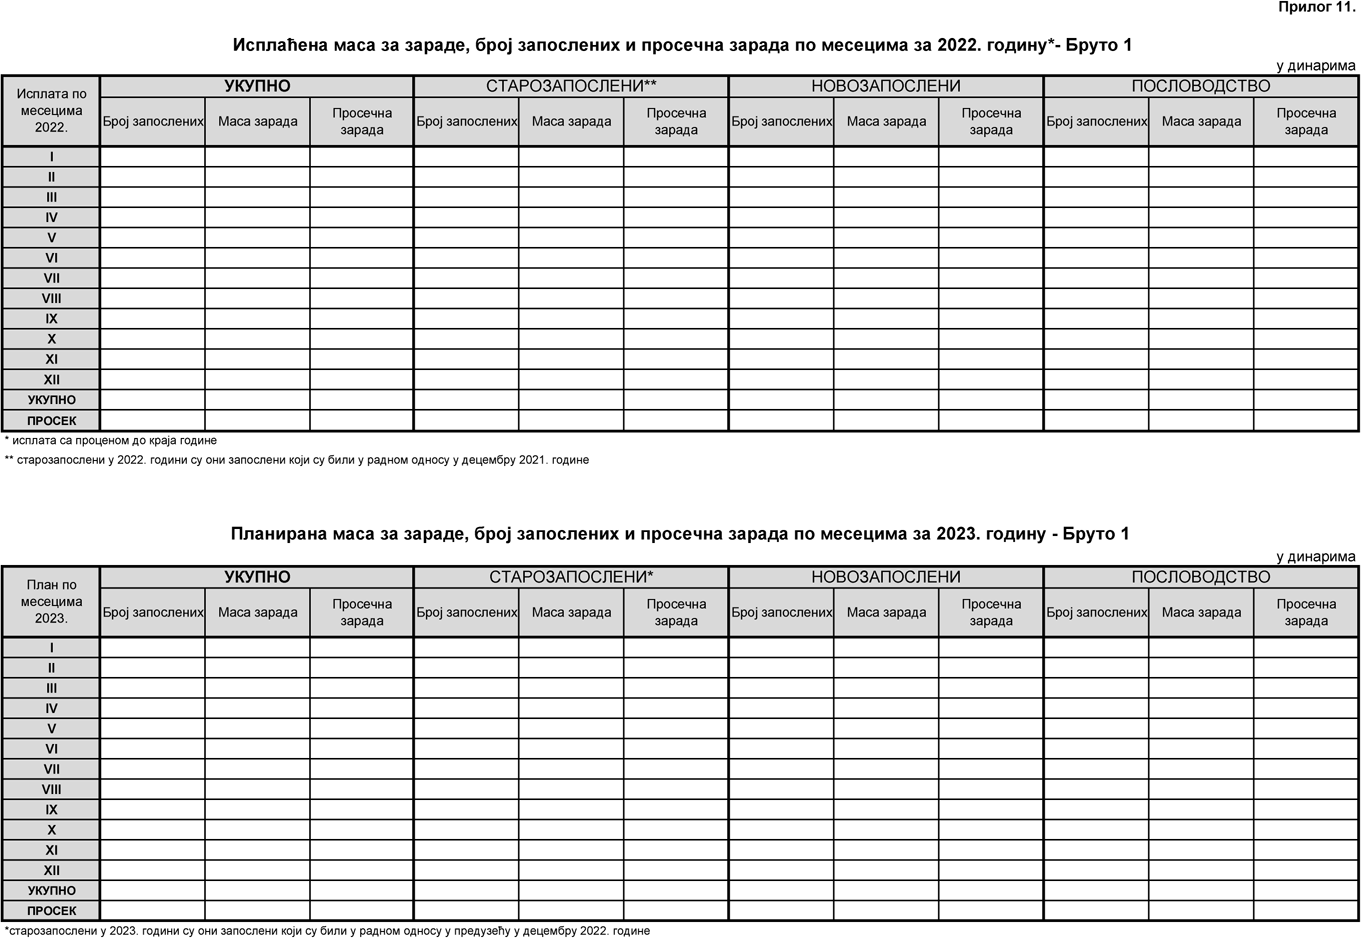 Прилог 11.
Исплаћена маса за зараде, број запослених и просечна зарада по месецима за 2022. годину*- Бруто 1
у динарима
Исплата по месецима 2022.
УКУПНО СТАРОЗАПОСЛЕНИ** НОВОЗАПОСЛЕНИ ПОСЛОВОДСТВО
Број запослених Маса зарада Просечна зарада Број запослених Маса зарада Просечна зарада Број запослених Маса зарада Просечна зарада Број запослених Маса зарада Просечна зарада
I
II
III
IV
V
VI
VII
VIII
IX
X
XI
XII
УКУПНО
ПРОСЕК
* исплата са проценом до краја године
** старозапослени у 2022. години су они запослени који су били у радном односу у децембру 2021. године
Планирана маса за зараде, број запослених и просечна зарада по месецима за 2023. годину - Бруто 1
у динарима
План по месецима 2023.
УКУПНО СТАРОЗАПОСЛЕНИ* НОВОЗАПОСЛЕНИ ПОСЛОВОДСТВО
Број запослених Маса зарада Просечна зарада Број запослених Маса зарада Просечна зарада Број запослених Маса зарада Просечна зарада Број запослених Маса зарада Просечна зарада
I
II
III
IV
V
VI
VII
VIII
IX
X
XI
XII
УКУПНО
ПРОСЕК
*старозапослени у 2023. години су они запослени који су били у радном односу у предузећу у децембру 2022. године